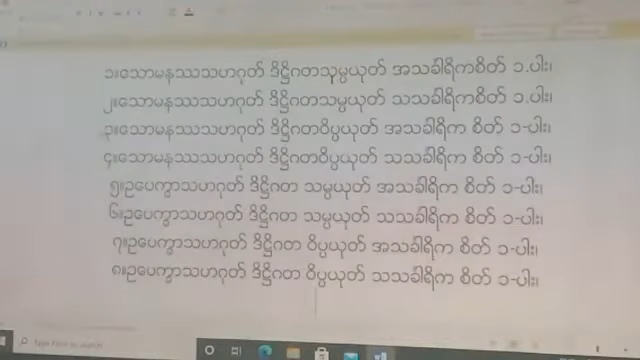 ၁။သောမနဿသဟဂုတ် ဒိဋ္ဌိဂတသမ္ပယုတ် အသခါရိကစိတ် ၁.ပါး၊
၂။သောမနဿသဟဂုတ် ဒိဋ္ဌိဂတသမ္ပယုတ် သသခါရိကစိတ် ၁.ပါး၊
၃။သောမနဿသဟဂုတ် ဒိဋ္ဌိဂတဝိပ္ပယုတ် အသခါရိက စိတ် ၁-ပါး၊
၄။သောမနဿသဟဂုတ် ဒိဋ္ဌိဂတဝိပ္ပယုတ် သသခါရိက စိတ် ၁-ပါး၊
၅။ဥပေက္ခာသဟဂုတ် ဒိဋ္ဌိဂတ သမ္ပယုတ် အသခါရိက စိတ် ၁-ပါး၊
၆။ဥပေက္ခာသဟဂုတ် ဒိဋ္ဌိဂတ သမ္ပယုတ် သသခါရိက စိတ် ၁-ပါး၊
၇။ဥပေက္ခာသဟဂုတ် ဒိဋ္ဌိဂတ ဝိပ္ပယုတ် အသခါရိက စိတ် ၁-ပါး၊
၈။ဥပေက္ခာသဟဂုတ် ဒိဋ္ဌိဂတ ဝိပ္ပယုတ် သသခါရိက စိတ် ၁-ပါး၊
Type here to search